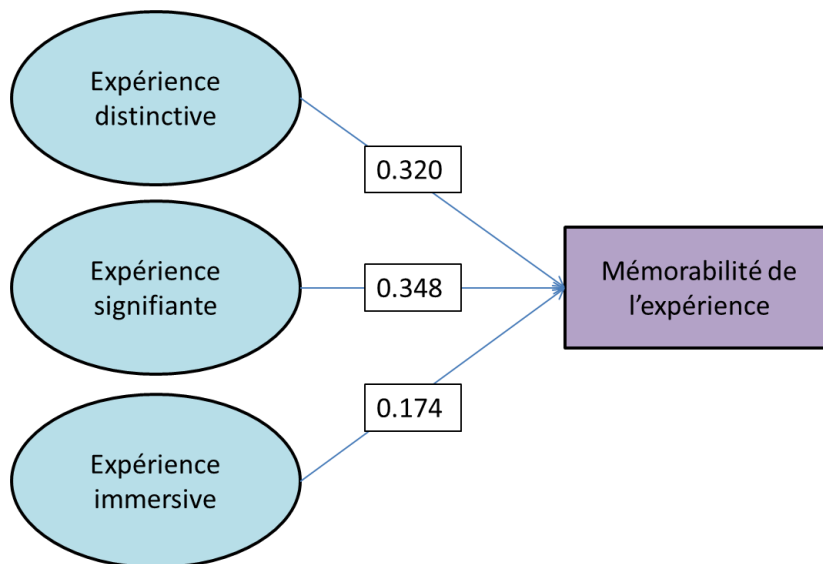 Expérience
distinctive
0.320
Expérience
signifiante
0.348
Mémorabilité de
l'expérience
0.174
Expérience
immersive